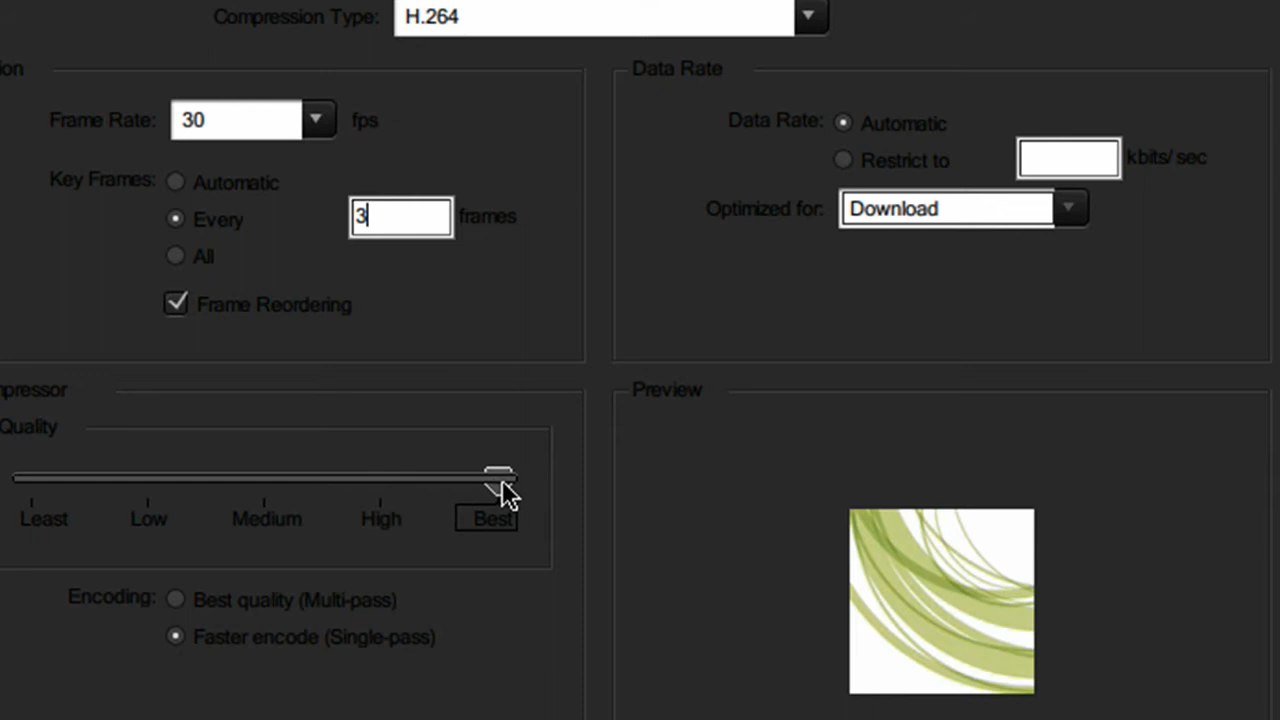 Compression Type: H.264
ion
Frame Rate: 30 fps
Key Frames: Automatic
Every 3 frames
All
Frame Reordering
Data Rate
Data Rate: Automatic
Restrict to kbits/sec
Optimized for: Download
mpressor
Quality
Least Low Medium High Best
Encoding: Best quality (Multi-pass)
Faster encode (Single-pass)
Preview